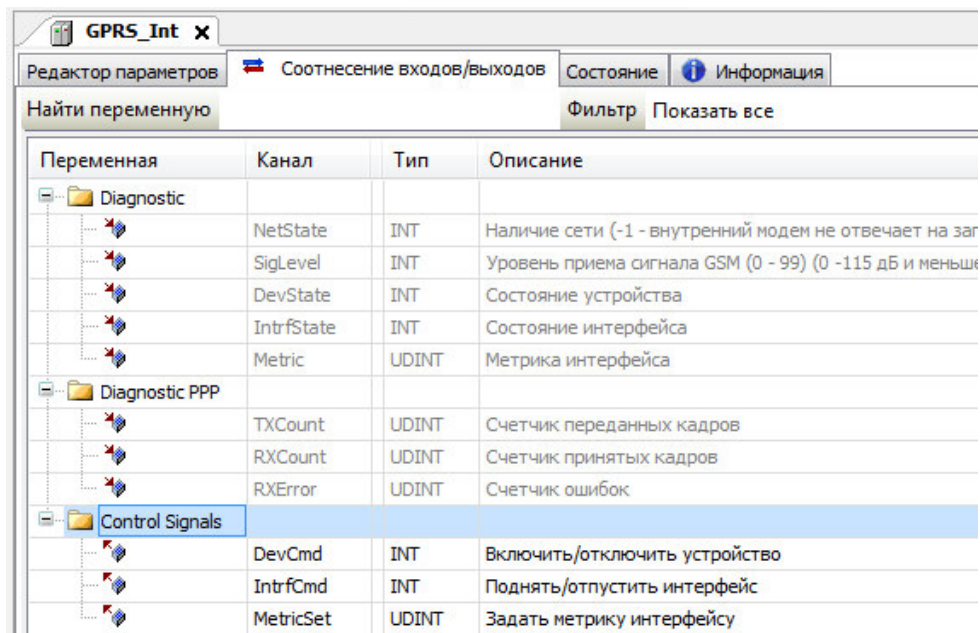 GPRS_Int x
Редактор параметров Соотнесение входов/выходов Состояние Информация
Найти переменную Фильтр Показать все
Переменная Канал Тип Описание
Diagnostic
NetState INT Наличие сети (-1 - внутренний модем не отвечает на зап
SigLevel INT Уровень приема сигнала GSM (0 - 99) (0 -115 дБ и меньше
DevState INT Состояние устройства
IntrfState INT Состояние интерфейса
Metric UDINT Метрика интерфейса
Diagnostic PPP
TXCount UDINT Счетчик переданных кадров
RXCount UDINT Счетчик принятых кадров
RXError UDINT Счетчик ошибок
Control Signals
DevCmd INT Включить/отключить устройство
IntrfCmd INT Поднять/отпустить интерфейс
MetricSet UDINT Задать метрику интерфейсу